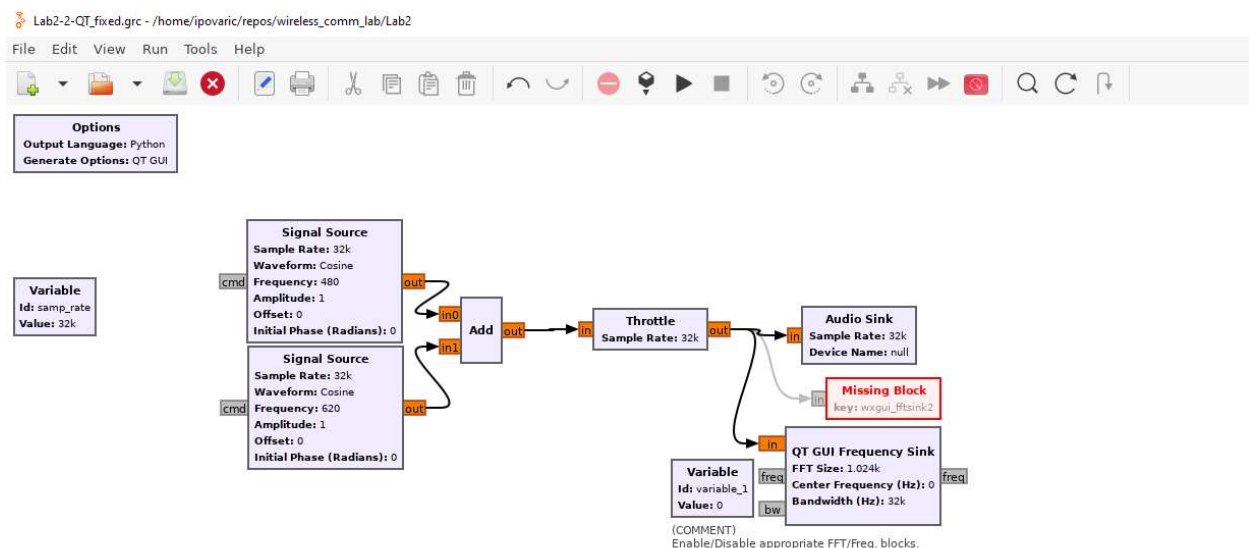 Lab2-2-QT_fixed.grc - /home/ipovaric/repos/wireless_comm_lab/Lab2
File Edit View Run Tools Help
Options
Output Language: Python
Generate Options: QT GUI
Variable
Id: samp_rate
Value: 32k
Signal Source
Sample Rate: 32k
Waveform: Cosine
cmd Frequency: 480 out
Amplitude: 1
Offset: 0
Initial Phase (Radians): 0
Signal Source
Sample Rate: 32k
Waveform: Cosine
cmd Frequency: 620 out
Amplitude: 1
Offset: 0
Initial Phase (Radians): 0
in0
Add out
in1
Throttle
in Sample Rate: 32k out
Audio Sink
in Sample Rate: 32k
Device Name: null
Missing Block
in key: wxgui_fftsink2
in QT GUI Frequency Sink
FFT Size: 1.024k
freq Center Frequency (Hz): 0 freq
bw Bandwidth (Hz): 32k
Variable
Id: variable_1
Value: 0
(COMMENT)
Enable/Disable appropriate FFT/Freq. blocks.